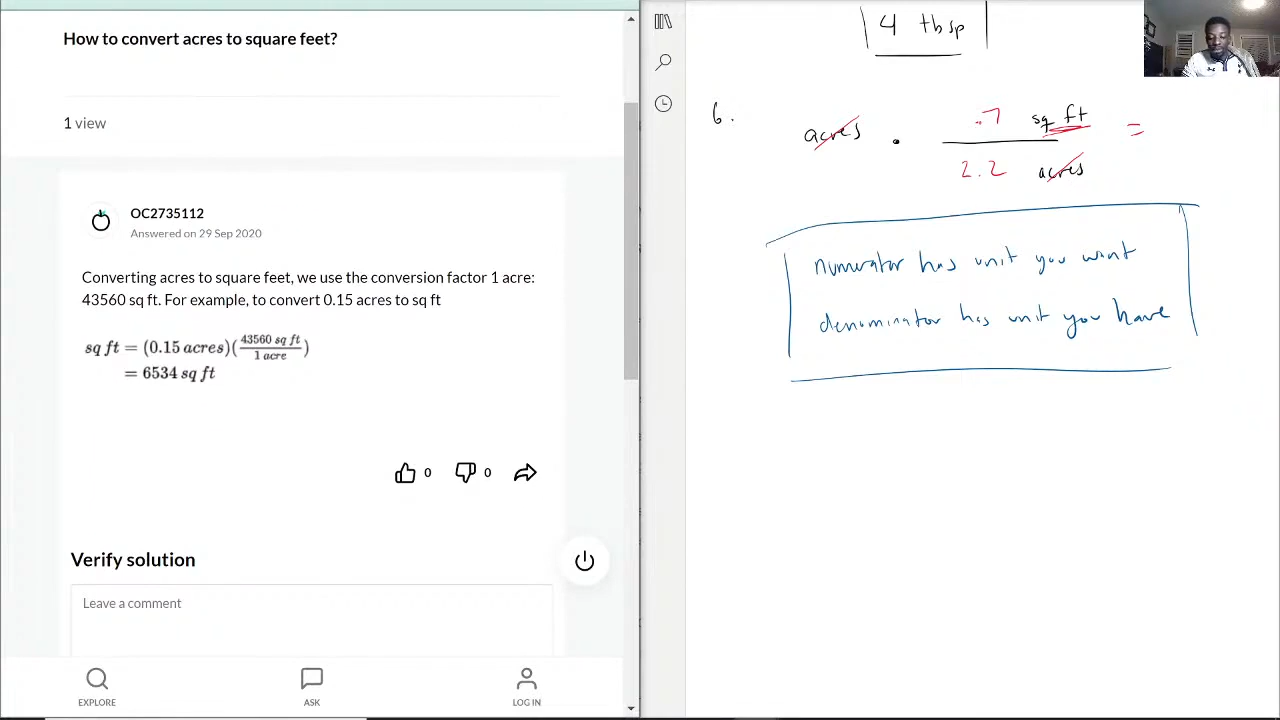 How to convert acres to square feet?
1 view
OC2735112
Answered on 29 Sep 2020
Converting acres to square feet, we use the conversion factor 1 acre:
43560 sq ft. For example, to convert 0.15 acres to sq ft
sq ft = (0.15 acres)(43560 sq ft / 1 acre)
= 6534 sq ft
0 0
Verify solution
Leave a comment
EXPLORE ASK LOG IN
4 tbsp
6. acres · .7 sq ft =
2.2 acres
numerator has unit you want
denominator has unit you have